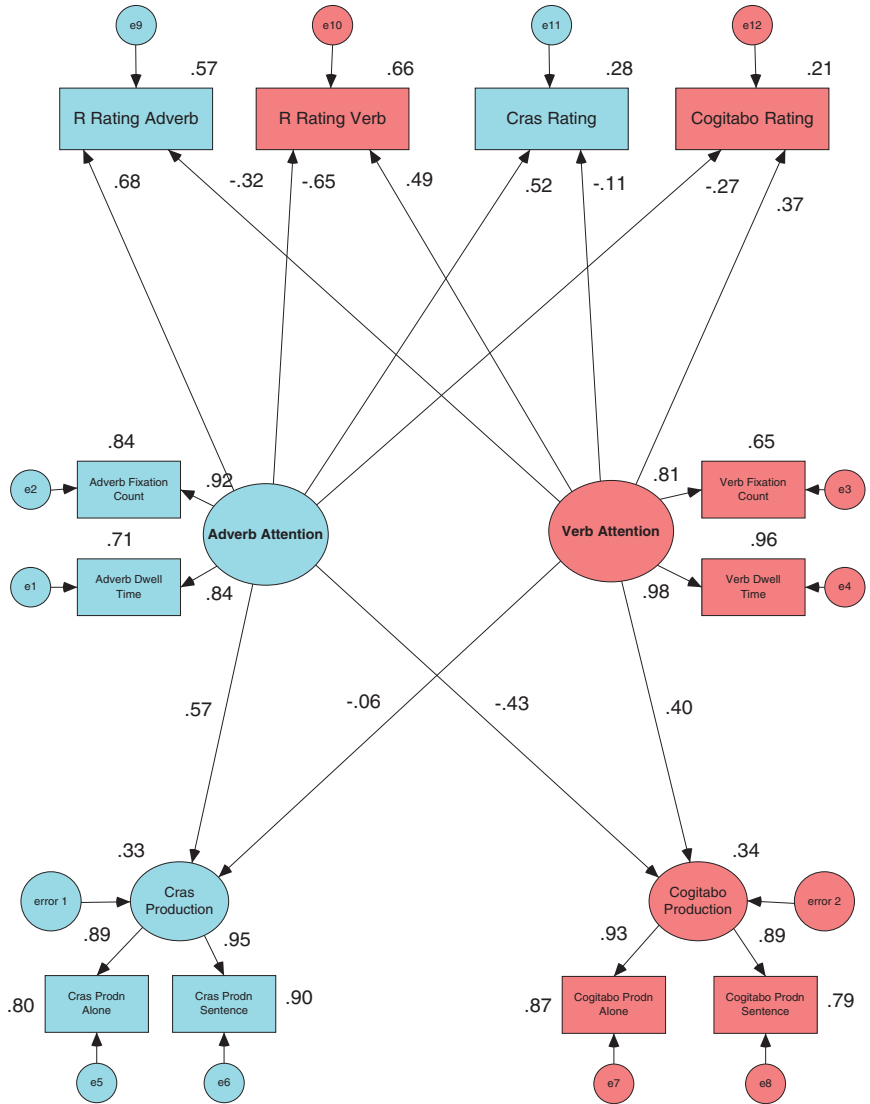 e9
e10
e11
e12
.57
.66
.28
.21
R Rating Adverb
R Rating Verb
Cras Rating
Cogitabo Rating
.68
-.32
-.65
.49
.52
-.11
-.27
.37
.84
.65
e2
Adverb Fixation
Count
.92
.81
Verb Fixation
Count
e3
Adverb Attention
Verb Attention
.71
.96
e1
Adverb Dwell
Time
.84
.98
Verb Dwell
Time
e4
.57
-.06
-.43
.40
.33
.34
error 1
Cras
Production
Cogitabo
Production
error 2
.89
.95
.93
.89
.80
Cras Prodn
Alone
Cras Prodn
Sentence
.90
.87
Cogitabo Prodn
Alone
Cogitabo Prodn
Sentence
.79
e5
e6
e7
e8